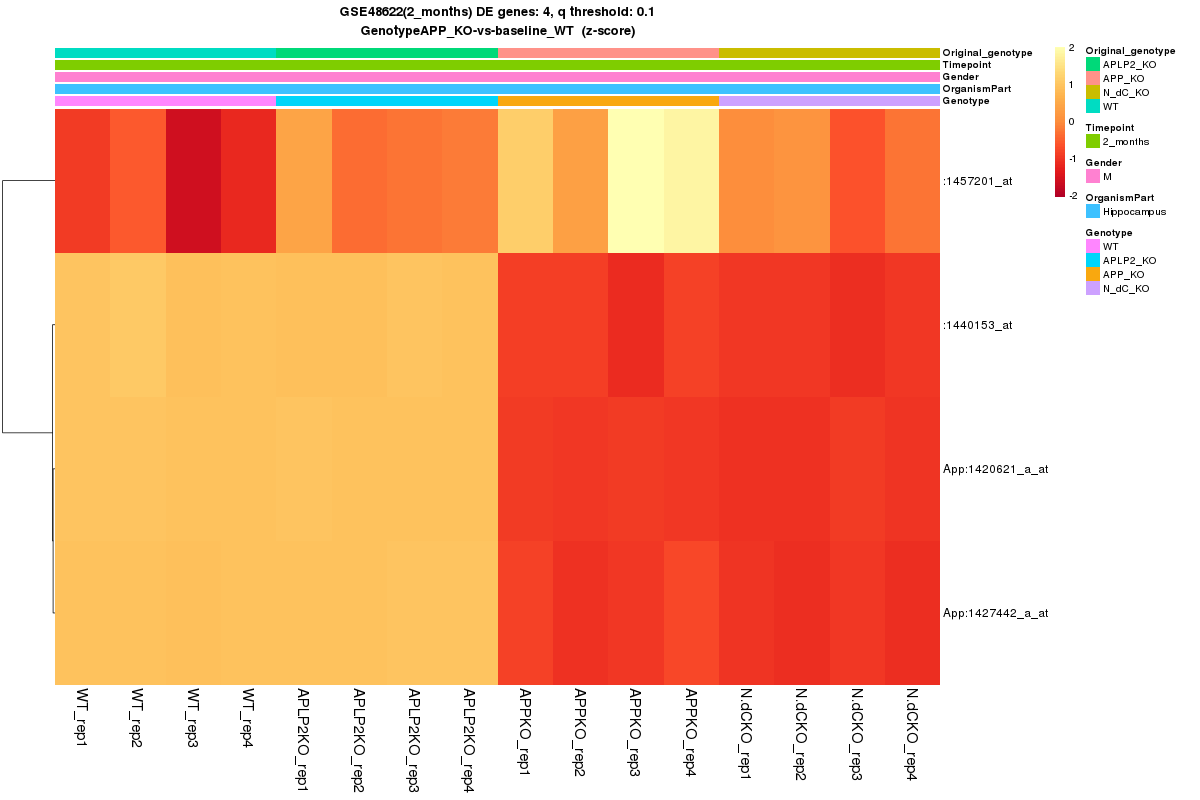 GSE48622(2_months) DE genes: 4, q threshold: 0.1
GenotypeAPP_KO-vs-baseline_WT (z-score)
Original_genotype
Timepoint
Gender
OrganismPart
Genotype
:1457201_at
:1440153_at
App:1420621_a_at
App:1427442_a_at
WT_rep1
WT_rep2
WT_rep3
WT_rep4
APLP2KO_rep1
APLP2KO_rep2
APLP2KO_rep3
APLP2KO_rep4
APPKO_rep1
APPKO_rep2
APPKO_rep3
APPKO_rep4
N.dCKO_rep1
N.dCKO_rep2
N.dCKO_rep3
N.dCKO_rep4
2
1
0
-1
-2
Original_genotype
APLP2_KO
APP_KO
N_dC_KO
WT
Timepoint
2_months
Gender
M
OrganismPart
Hippocampus
Genotype
WT
APLP2_KO
APP_KO
N_dC_KO